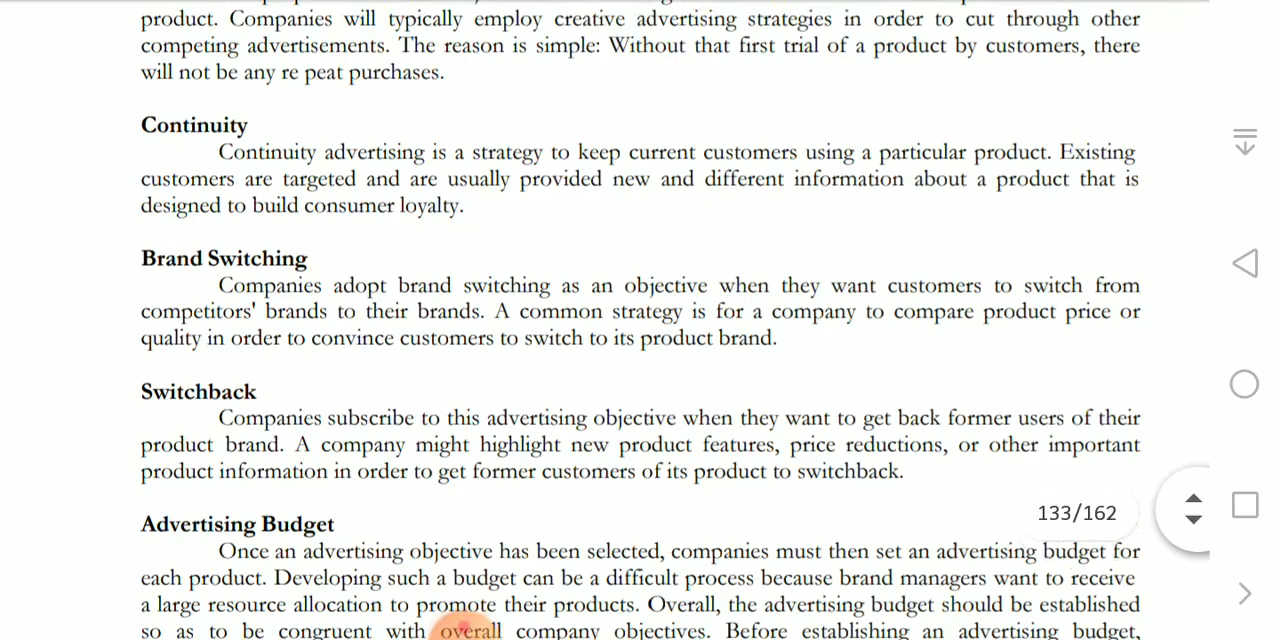 product. Companies will typically employ creative advertising strategies in order to cut through other
competing advertisements. The reason is simple: Without that first trial of a product by customers, there
will not be any re peat purchases.
Continuity
Continuity advertising is a strategy to keep current customers using a particular product. Existing
customers are targeted and are usually provided new and different information about a product that is
designed to build consumer loyalty.
Brand Switching
Companies adopt brand switching as an objective when they want customers to switch from
competitors' brands to their brands. A common strategy is for a company to compare product price or
quality in order to convince customers to switch to its product brand.
Switchback
Companies subscribe to this advertising objective when they want to get back former users of their
product brand. A company might highlight new product features, price reductions, or other important
product information in order to get former customers of its product to switchback.
133/162
Advertising Budget
Once an advertising objective has been selected, companies must then set an advertising budget for
each product. Developing such a budget can be a difficult process because brand managers want to receive
a large resource allocation to promote their products. Overall, the advertising budget should be established
so as to be congruent with overall company objectives. Before establishing an advertising budget,